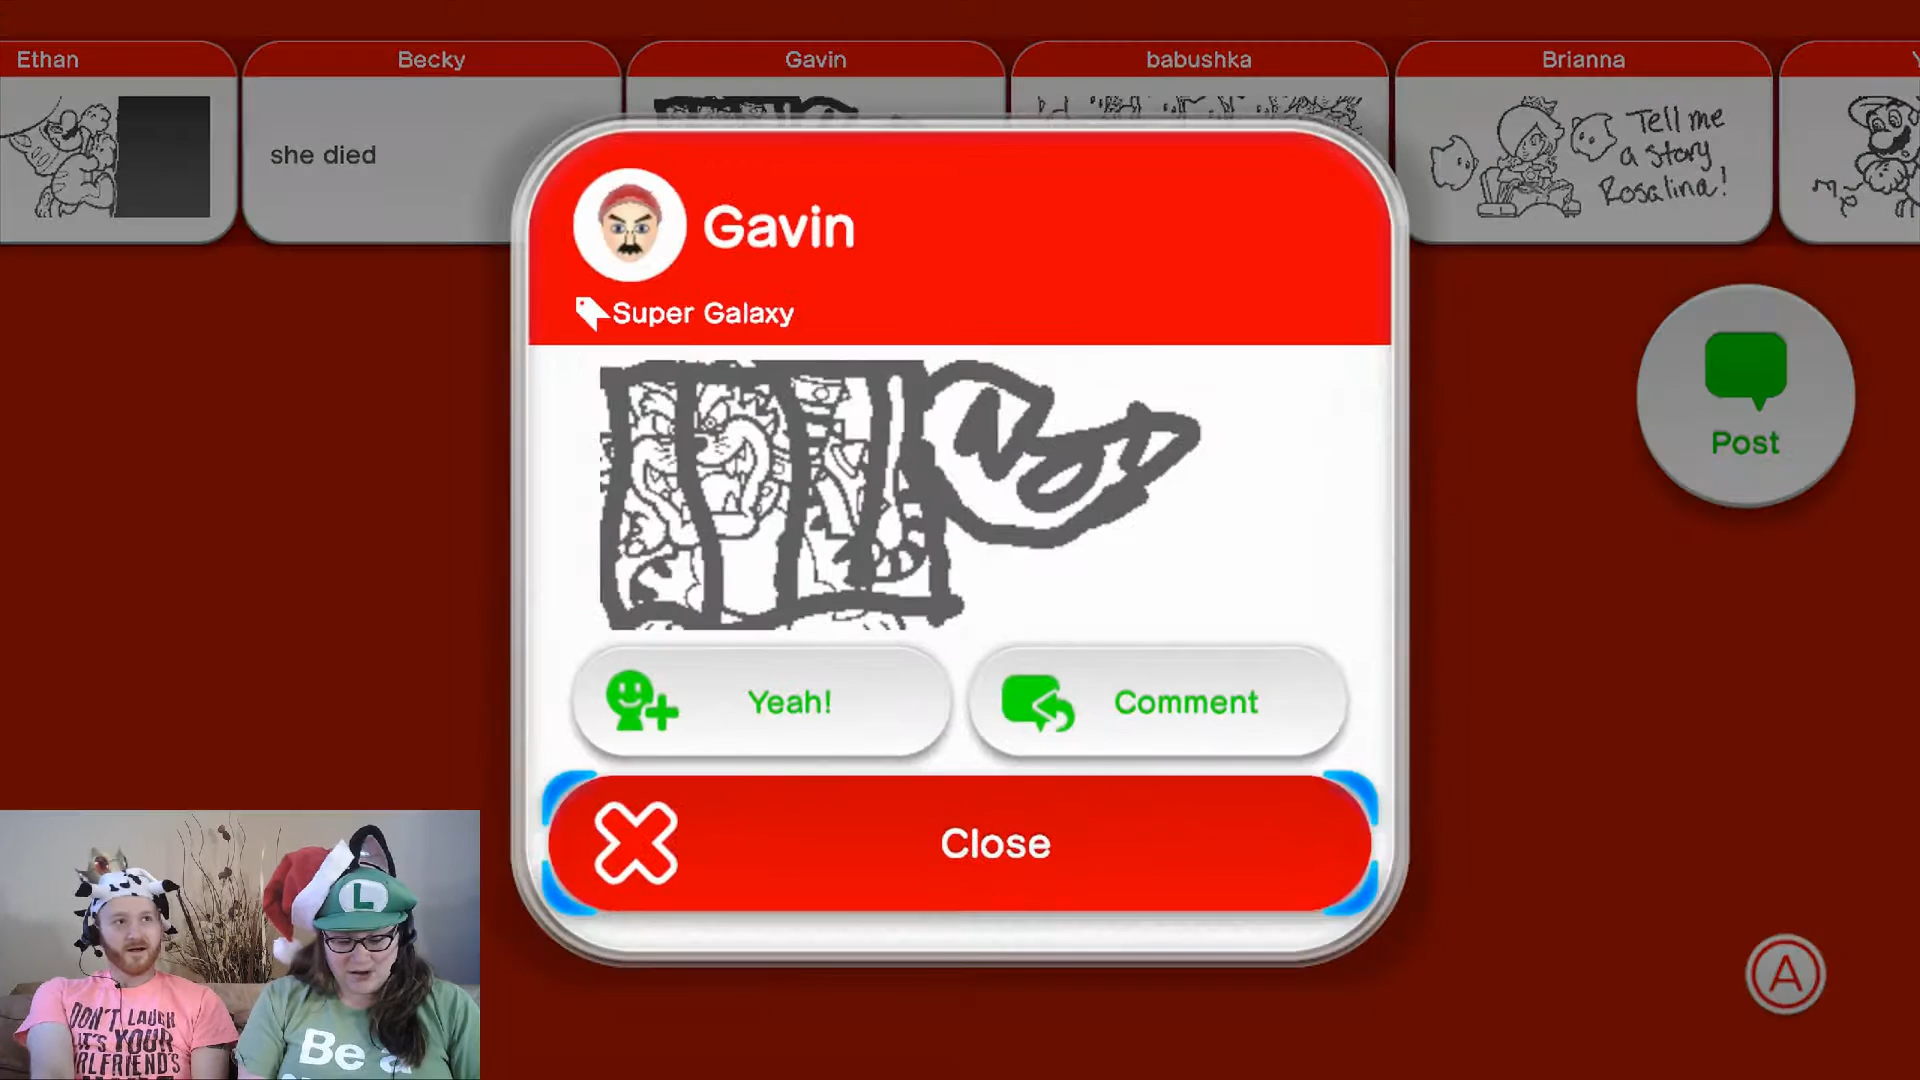 Ethan
Becky
Gavin
babushka
Brianna
Y
she died
Tell me
a story
Rosalina!
Gavin
Super Galaxy
Post
Yeah!
Comment
Close
A
L
DON'T LAUGH
IT'S YOUR
GIRLFRIEND'S
Be a